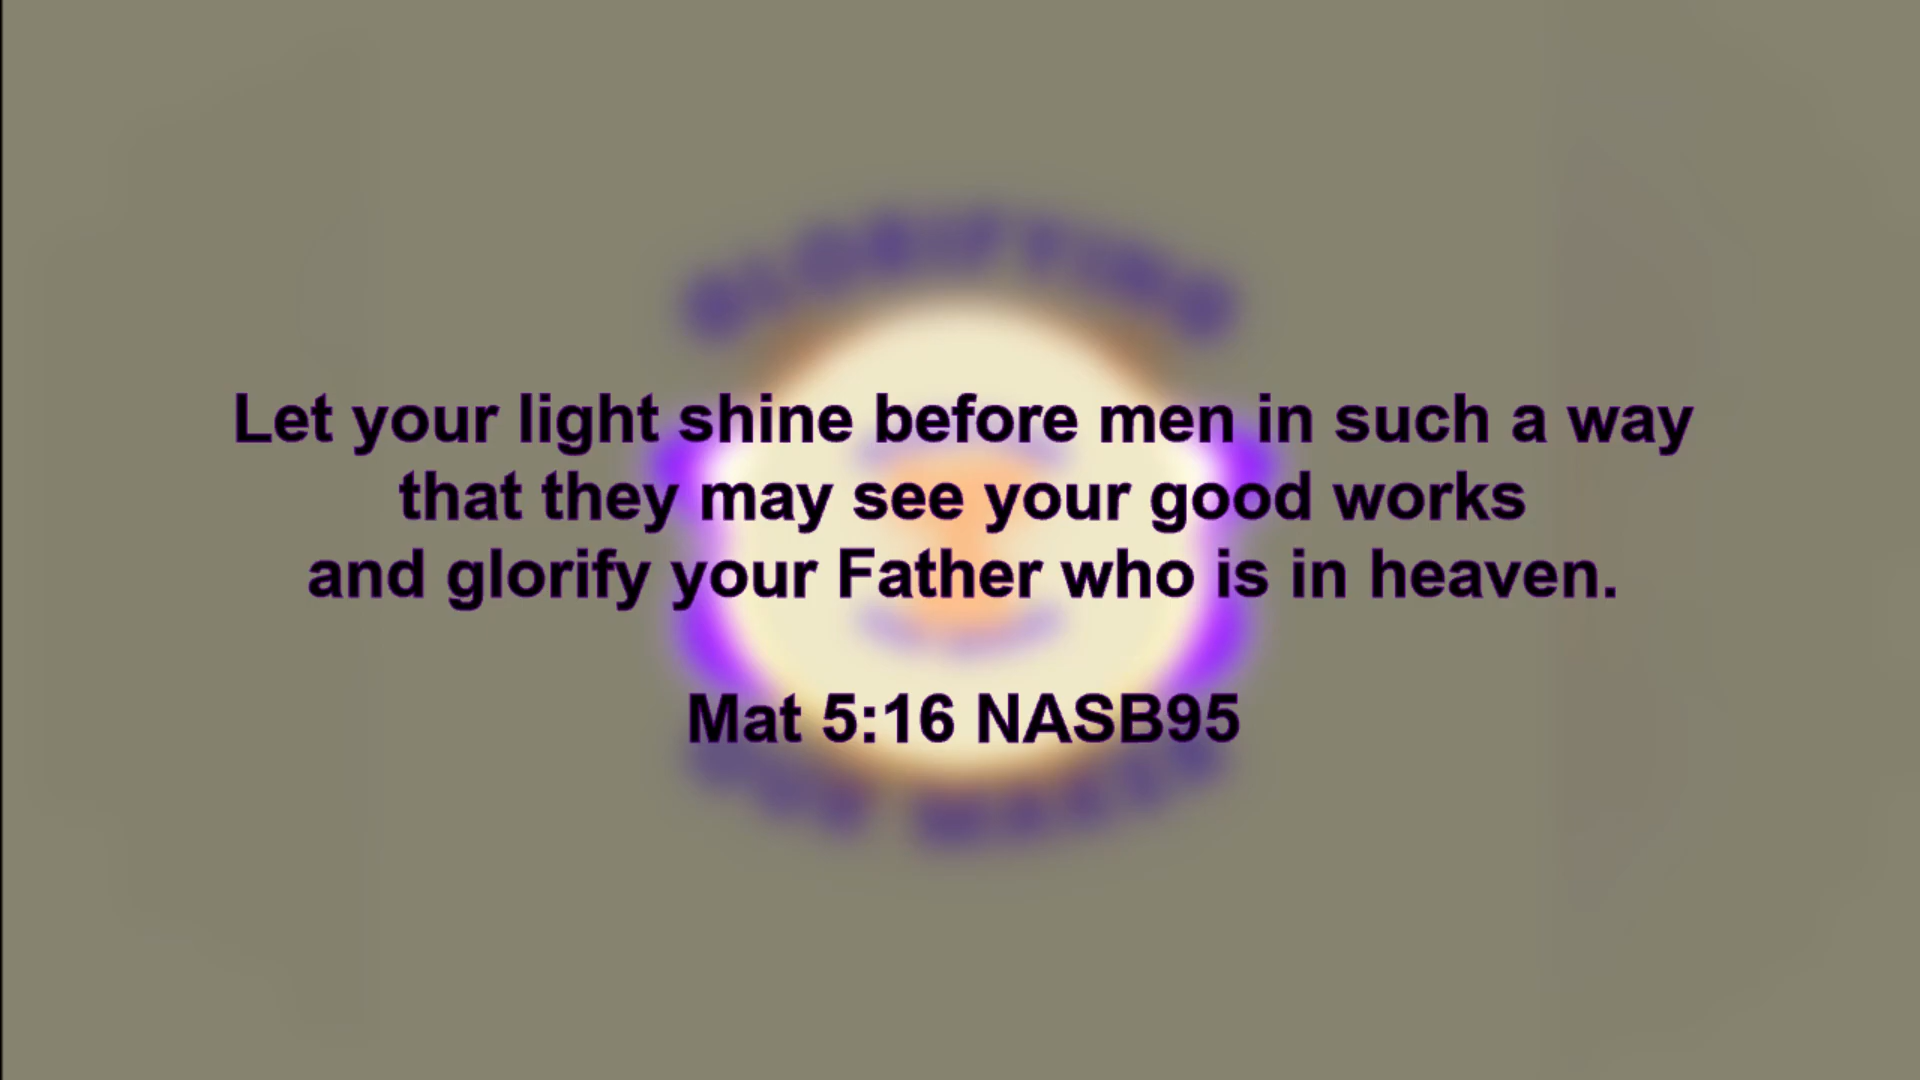 Let your light shine before men in such a way
that they may see your good works
and glorify your Father who is in heaven.
Mat 5:16 NASB95